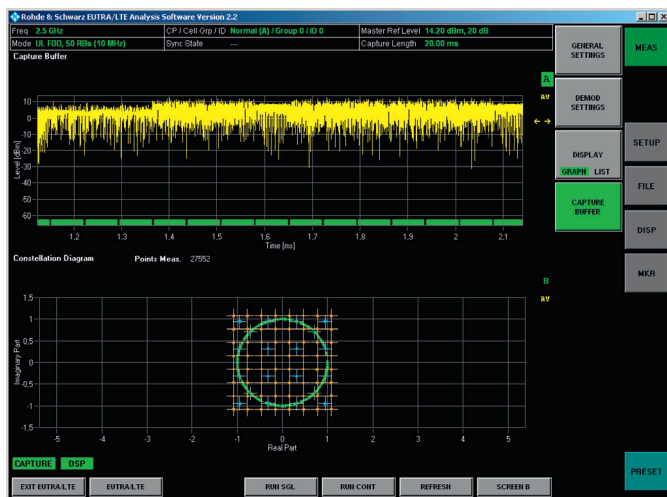 Rohde & Schwarz EUTRA/LTE Analysis Software Version 2.2
Freq 2.5 GHz CP / Cell Grp / ID Normal (A) / Group 0 / ID 0 Master Ref Level 14.20 dBm, 20 dB
Mode UL FDD, 50 RBs (10 MHz) Sync State --- Capture Length 20.00 ms
Capture Buffer
GENERAL SETTINGS
MEAS
A
DEMOD SETTINGS
DISPLAY
GRAPH LIST
SETUP
CAPTURE BUFFER
FILE
DISP
MKR
Level [dBm]
10
0
-10
-20
-30
-40
-50
-60
1,2 1,3 1,4 1,5 1,6 1,7 1,8 1,9 2 2,1
Time [ms]
Constellation Diagram Points Meas. 27552
B
Imaginary Part
1,5
1
0,5
0
-0,5
-1
-1,5
-5 -4 -3 -2 -1 0 1 2 3 4 5
Real Part
CAPTURE DSP
PRESET
EXIT EUTRA/LTE EUTRA/LTE RUN SGL RUN CONT REFRESH SCREEN B